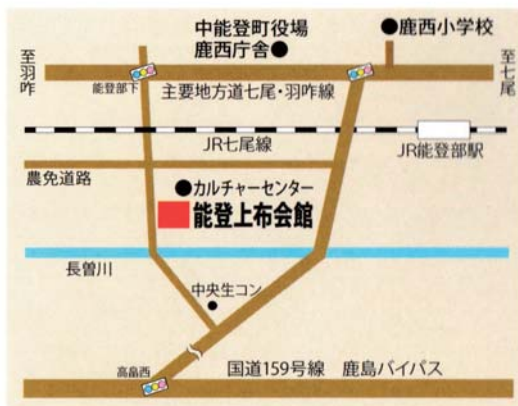 中能登町役場
鹿西庁舎
鹿西小学校
至羽咋
至七尾
能登部下
主要地方道七尾・羽咋線
JR七尾線
JR能登部駅
農免道路
カルチャーセンター
能登上布会館
長曽川
中央生コン
高畠西
国道159号線 鹿島バイパス